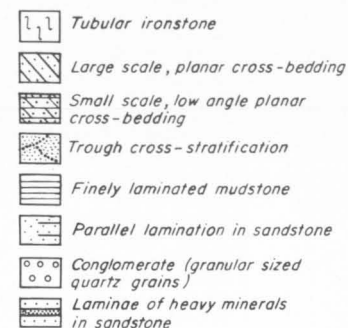 Tubular ironstone
Large scale, planar cross-bedding
Small scale, low angle planar
cross-bedding
Trough cross-stratification
Finely laminated mudstone
Parallel lamination in sandstone
Conglomerate (granular sized
quartz grains)
Laminae of heavy minerals
in sandstone